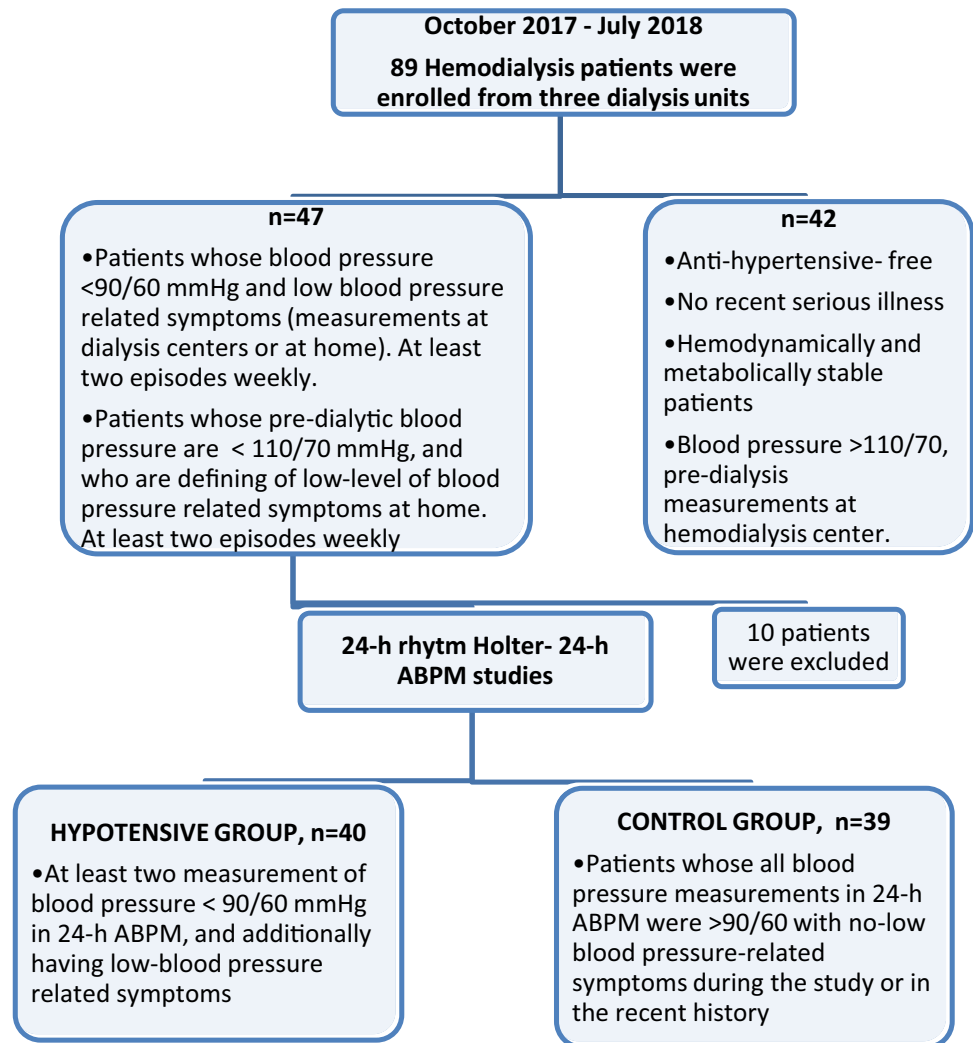 October 2017 - July 2018
89 Hemodialysis patients were
enrolled from three dialysis units
n=47
•Patients whose blood pressure
<90/60 mmHg and low blood pressure
related symptoms (measurements at
dialysis centers or at home). At least
two episodes weekly.
•Patients whose pre-dialytic blood
pressure are < 110/70 mmHg, and
who are defining of low-level of blood
pressure related symptoms at home.
At least two episodes weekly
n=42
•Anti-hypertensive- free
•No recent serious illness
•Hemodynamically and
metabolically stable
patients
•Blood pressure >110/70,
pre-dialysis
measurements at
hemodialysis center.
24-h rhytm Holter- 24-h
ABPM studies
10 patients
were excluded
HYPOTENSIVE GROUP, n=40
•At least two measurement of
blood pressure < 90/60 mmHg
in 24-h ABPM, and additionally
having low-blood pressure
related symptoms
CONTROL GROUP, n=39
•Patients whose all blood
pressure measurements in 24-h
ABPM were >90/60 with no-low
blood pressure-related
symptoms during the study or in
the recent history